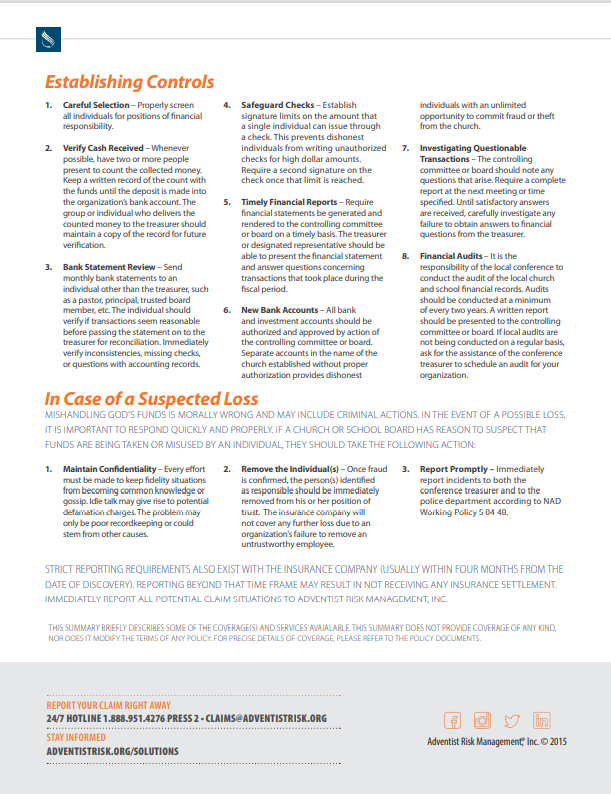 Establishing Controls
1. Careful Selection – Properly screen
all individuals for positions of financial
responsibility.
2. Verify Cash Received – Whenever
possible, have two or more people
present to count the collected money.
Keep a written record of the count with
the funds until the deposit is made into
the organization's bank account. The
group or individual who delivers the
counted money to the treasurer should
maintain a copy of the record for future
verification.
3. Bank Statement Review – Send
monthly bank statements to an
individual other than the treasurer, such
as a pastor, principal, trusted board
member, etc. The individual should
verify if transactions seem reasonable
before passing the statement on to the
treasurer for reconciliation. Immediately
verify inconsistencies, missing checks,
or questions with accounting records.
4. Safeguard Checks – Establish
signature limits on the amount that
a single individual can issue through
a check. This prevents dishonest
individuals from writing unauthorized
checks for high dollar amounts.
Require a second signature on the
check once that limit is reached.
5. Timely Financial Reports – Require
financial statements be generated and
rendered to the controlling committee
or board on a timely basis. The treasurer
or designated representative should be
able to present the financial statement
and answer questions concerning
transactions that took place during the
fiscal period.
6. New Bank Accounts – All bank
and investment accounts should be
authorized and approved by action of
the controlling committee or board.
Separate accounts in the name of the
church established without proper
authorization provides dishonest
individuals with an unlimited
opportunity to commit fraud or theft
from the church.
7. Investigating Questionable
Transactions – The controlling
committee or board should note any
questions that arise. Require a complete
report at the next meeting or time
specified. Until satisfactory answers
are received, carefully investigate any
failure to obtain answers to financial
questions from the treasurer.
8. Financial Audits – It is the
responsibility of the local conference to
conduct the audit of the local church
and school financial records. Audits
should be conducted at a minimum
of every two years. A written report
should be presented to the controlling
committee or board. If local audits are
not being conducted on a regular basis,
ask for the assistance of the conference
treasurer to schedule an audit for your
organization.
In Case of a Suspected Loss
MISHANDLING GOD'S FUNDS IS MORALLY WRONG AND MAY INCLUDE CRIMINAL ACTIONS. IN THE EVENT OF A POSSIBLE LOSS,
IT IS IMPORTANT TO RESPOND QUICKLY AND PROPERLY. IF A CHURCH OR SCHOOL BOARD HAS REASON TO SUSPECT THAT
FUNDS ARE BEING TAKEN OR MISUSED BY AN INDIVIDUAL, THEY SHOULD TAKE THE FOLLOWING ACTION:
1. Maintain Confidentiality – Every effort
must be made to keep fidelity situations
from becoming common knowledge or
gossip. Idle talk may give rise to potential
defamation charges. The problem may
only be poor recordkeeping or could
stem from other causes.
2. Remove the Individual(s) – Once fraud
is confirmed, the person(s) identified
as responsible should be immediately
removed from his or her position of
trust. The insurance company will
not cover any further loss due to an
organization's failure to remove an
untrustworthy employee.
3. Report Promptly – Immediately
report incidents to both the
conference treasurer and to the
police department according to NAD
Working Policy S 04 48.
STRICT REPORTING REQUIREMENTS ALSO EXIST WITH THE INSURANCE COMPANY (USUALLY WITHIN FOUR MONTHS FROM THE
DATE OF DISCOVERY). REPORTING BEYOND THAT TIME FRAME MAY RESULT IN NOT RECEIVING ANY INSURANCE SETTLEMENT.
IMMEDIATELY REPORT ALL POTENTIAL CLAIM SITUATIONS TO ADVENTIST RISK MANAGEMENT, INC.
THIS SUMMARY BRIEFLY DESCRIBES SOME OF THE COVERAGE(S) AND SERVICES AVAIALABLE. THIS SUMMARY DOES NOT PROVIDE COVERAGE OF ANY KIND,
NOR DOES IT MODIFY THE TERMS OF ANY POLICY. FOR PRECISE DETAILS OF COVERAGE, PLEASE REFER TO THE POLICY DOCUMENTS.
REPORT YOUR CLAIM RIGHT AWAY
24/7 HOTLINE 1.888.951.4276 PRESS 2 • CLAIMS@ADVENTISTRISK.ORG
STAY INFORMED
ADVENTISTRISK.ORG/SOLUTIONS
Adventist Risk Management,® Inc. © 2015